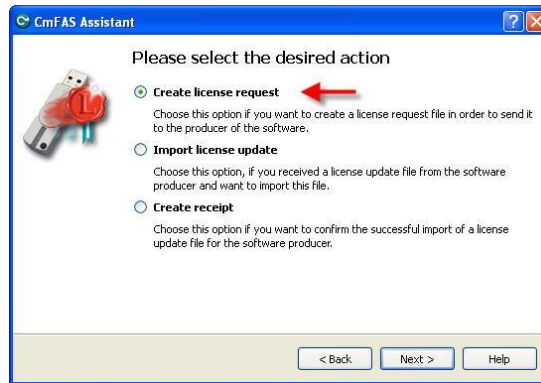 CmFAS Assistant
Please select the desired action
Create license request
Choose this option if you want to create a license request file in order to send it
to the producer of the software.
Import license update
Choose this option, if you received a license update file from the software
producer and want to import this file.
Create receipt
Choose this option if you want to confirm the successful import of a license
update file for the software producer.
< Back Next > Help